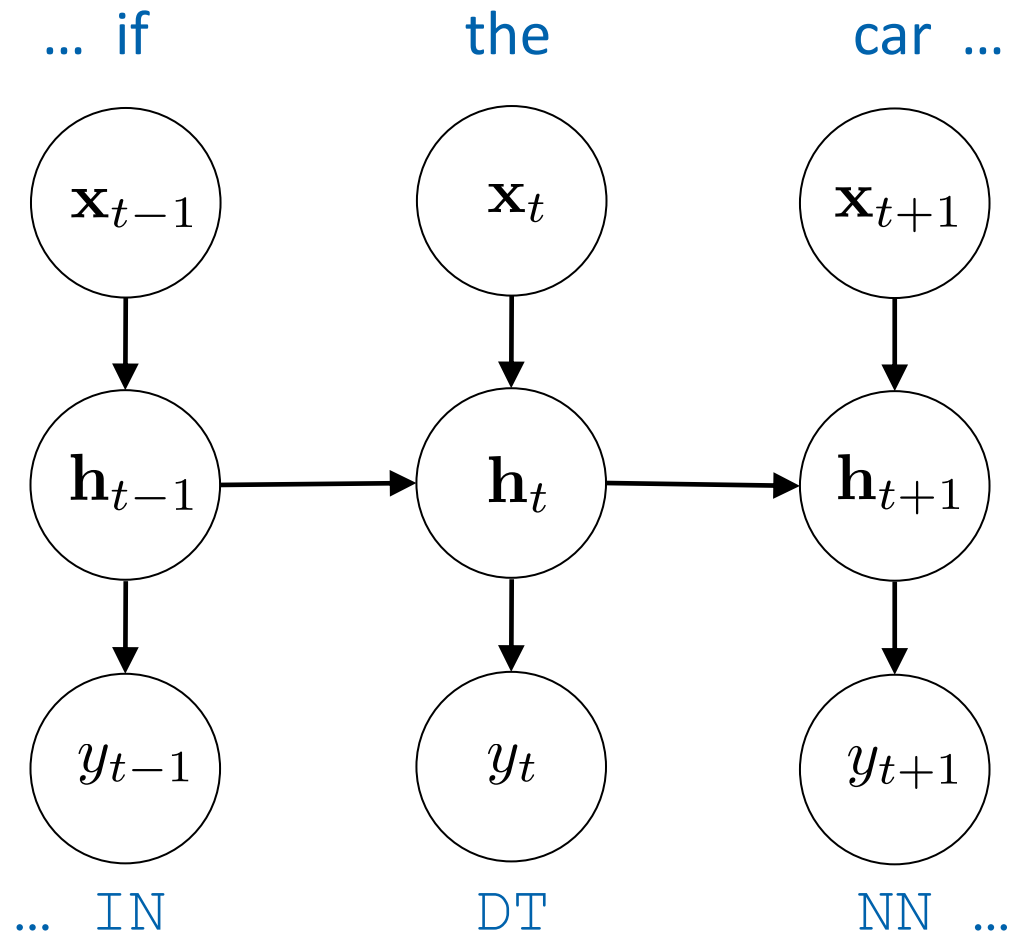 ... if the car ...
x_{t-1} x_t x_{t+1}
h_{t-1} h_t h_{t+1}
y_{t-1} y_t y_{t+1}
... IN DT NN ...